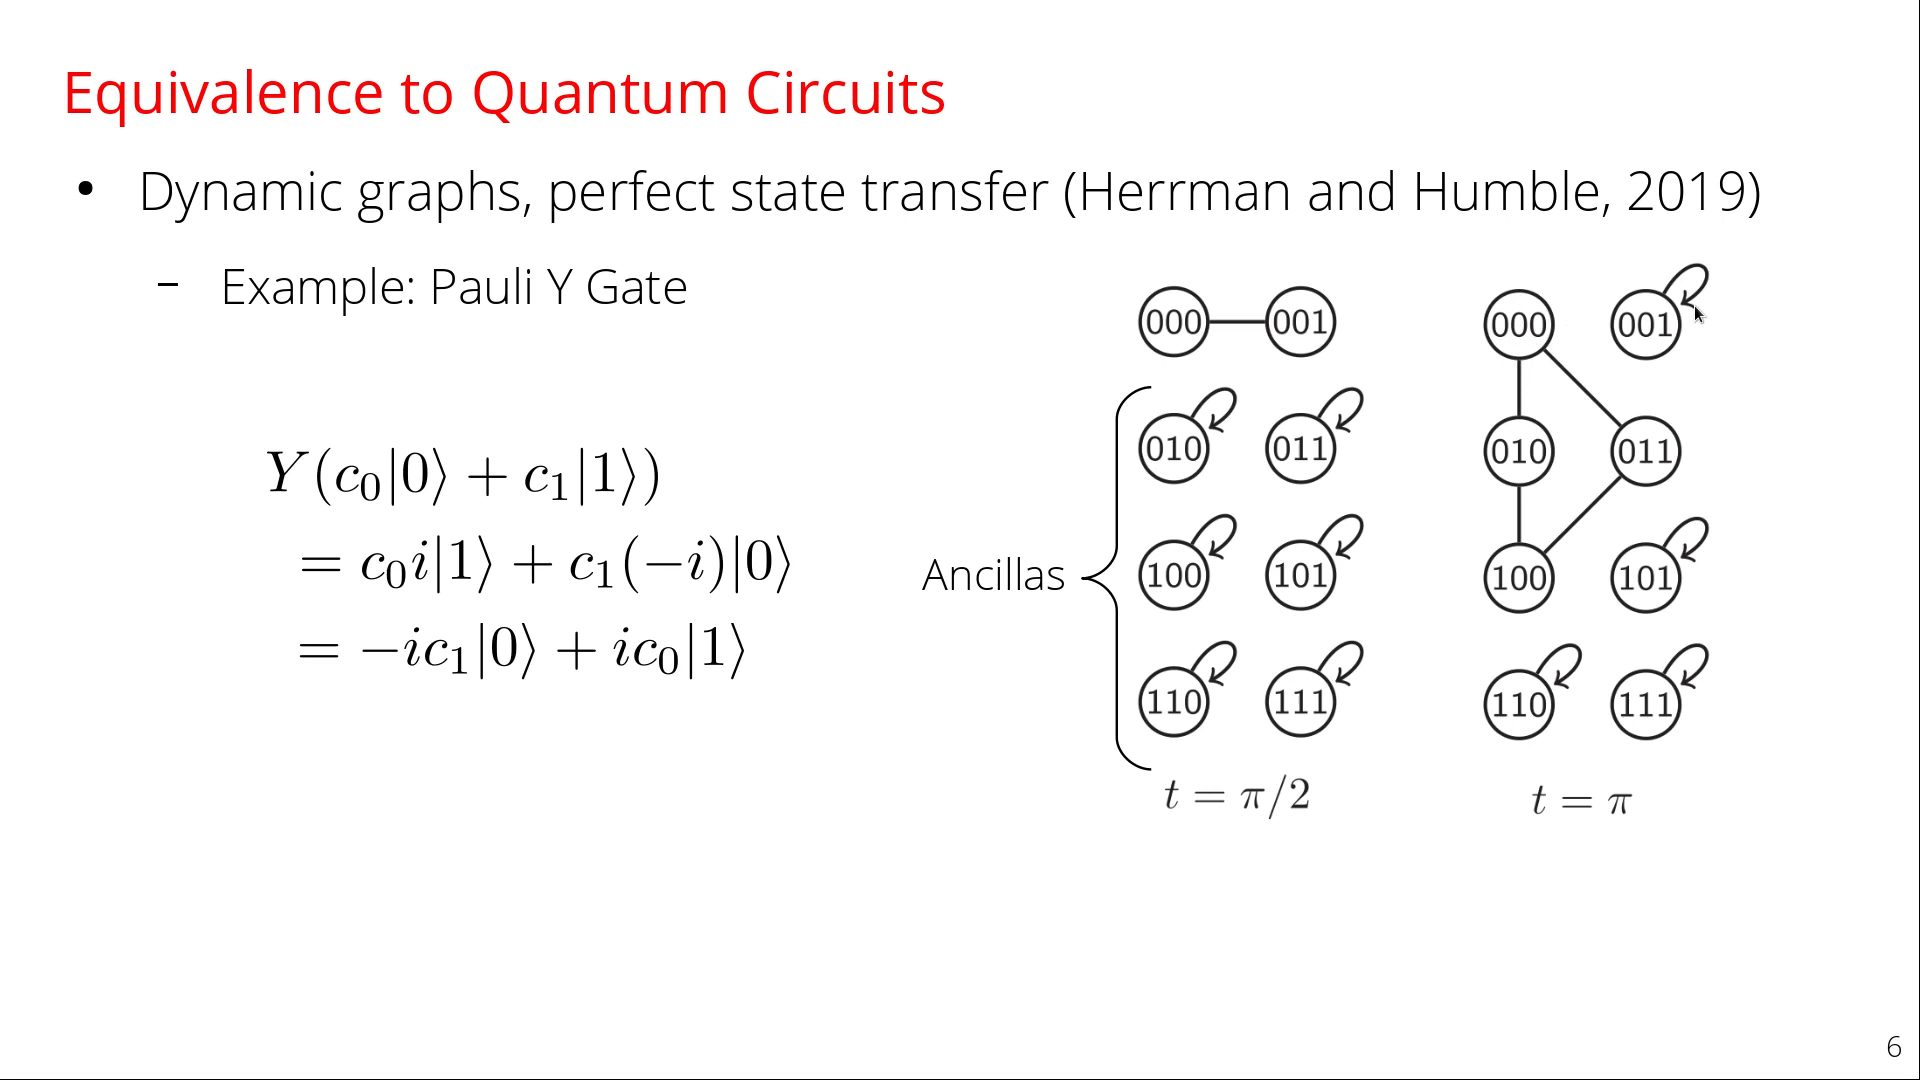 Equivalence to Quantum Circuits
• Dynamic graphs, perfect state transfer (Herrman and Humble, 2019)
– Example: Pauli Y Gate
Y(c₀|0⟩ + c₁|1⟩)
= c₀i|1⟩ + c₁(−i)|0⟩
= −ic₁|0⟩ + ic₀|1⟩
Ancillas
000 001
010 011
100 101
110 111
t = π/2
000 001
010 011
100 101
110 111
t = π
6